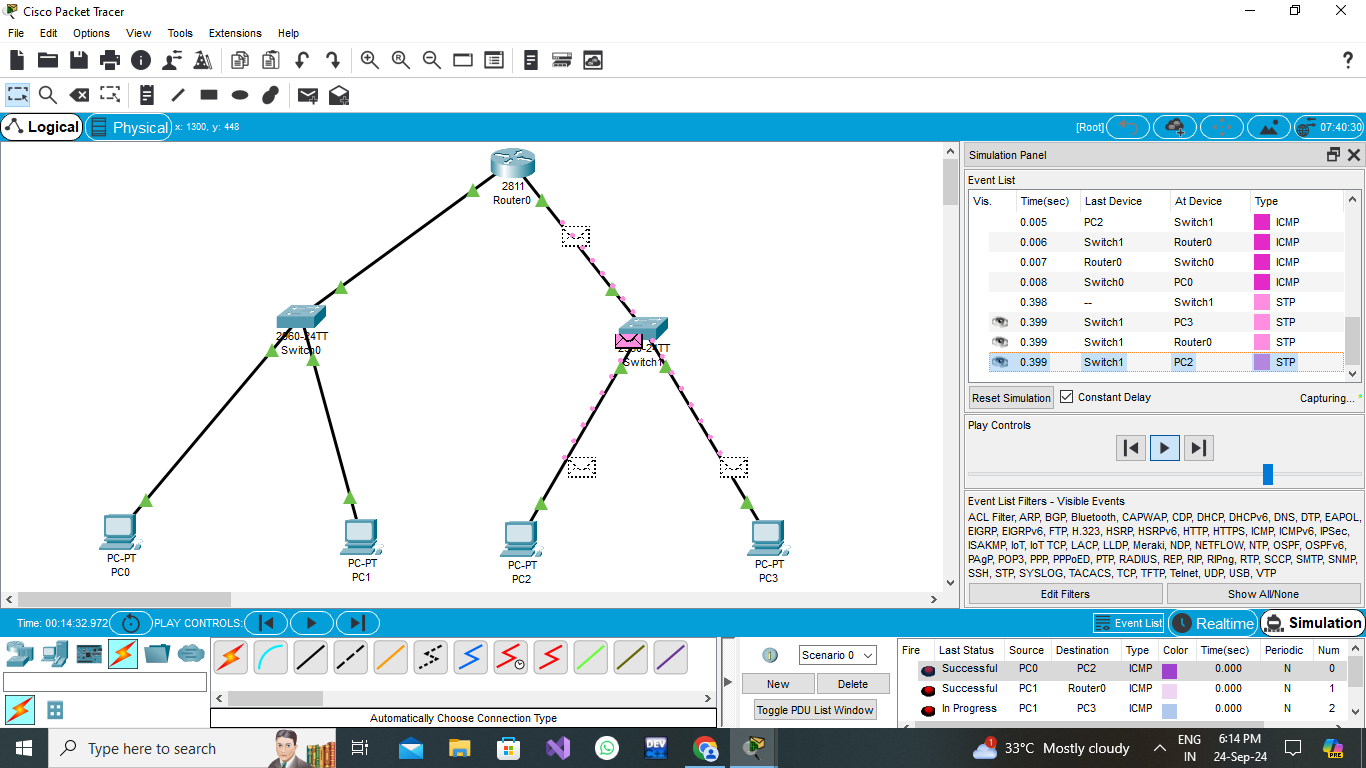 Cisco Packet Tracer
File Edit Options View Tools Extensions Help
Logical Physical x: 1300, y: 448 [Root] 07:40:30
2811
Router0
2960-24TT
Switch0
2960-24TT
Switch1
PC-PT
PC0
PC-PT
PC1
PC-PT
PC2
PC-PT
PC3
Simulation Panel
Event List
Vis. Time(sec) Last Device At Device Type
0.005 PC2 Switch1 ICMP
0.006 Switch1 Router0 ICMP
0.007 Router0 Switch0 ICMP
0.008 Switch0 PC0 ICMP
0.398 -- Switch1 STP
0.399 Switch1 PC3 STP
0.399 Switch1 Router0 STP
0.399 Switch1 PC2 STP
Reset Simulation Constant Delay Capturing... *
Play Controls
Event List Filters - Visible Events
ACL Filter, ARP, BGP, Bluetooth, CAPWAP, CDP, DHCP, DHCPv6, DNS, DTP, EAPOL,
EIGRP, EIGRPv6, FTP, H.323, HSRP, HSRPv6, HTTP, HTTPS, ICMP, ICMPv6, IPSec,
ISAKMP, IoT, IoT TCP, LACP, LLDP, Meraki, NDP, NETFLOW, NTP, OSPF, OSPFv6,
PAgP, POP3, PPP, PPPoED, PTP, RADIUS, REP, RIP, RIPng, RTP, SCCP, SMTP, SNMP,
SSH, STP, SYSLOG, TACACS, TCP, TFTP, Telnet, UDP, USB, VTP
Edit Filters Show All/None
Time: 00:14:32.972 PLAY CONTROLS: Event List Realtime Simulation
Automatically Choose Connection Type
Scenario 0
New Delete
Toggle PDU List Window
Fire Last Status Source Destination Type Color Time(sec) Periodic Num
Successful PC0 PC2 ICMP 0.000 N 0
Successful PC1 Router0 ICMP 0.000 N 1
In Progress PC1 PC3 ICMP 0.000 N 2
Type here to search
DEV
1
33°C Mostly cloudy
ENG
IN
6:14 PM
24-Sep-24
PRE